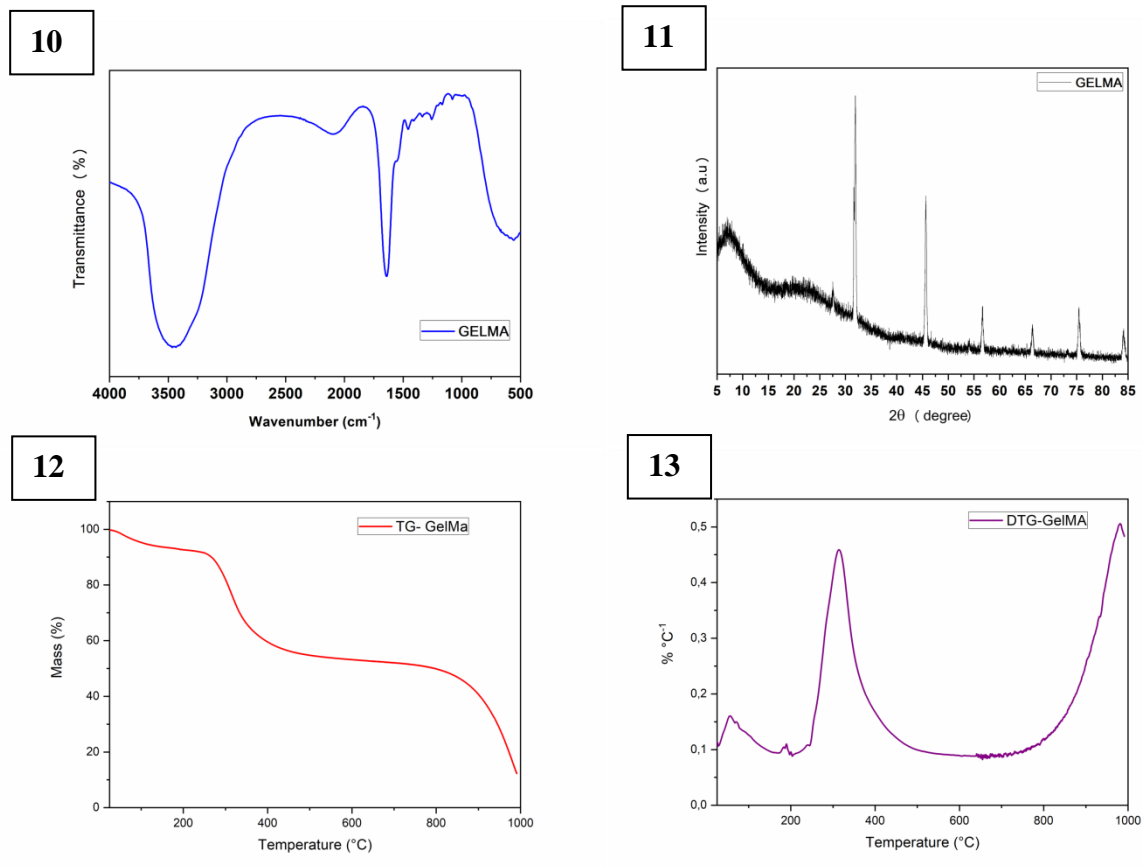 10
GELMA
Transmittance ( % )
4000 3500 3000 2500 2000 1500 1000 500
Wavenumber (cm⁻¹)
11
GELMA
Intensity ( a.u )
5 10 15 20 25 30 35 40 45 50 55 60 65 70 75 80 85
2θ ( degree)
12
TG- GelMa
Mass (%)
100
80
60
40
20
0
200 400 600 800 1000
Temperature (°C)
13
DTG-GelMA
% °C⁻¹
0,5
0,4
0,3
0,2
0,1
0,0
200 400 600 800 1000
Temperature (°C)